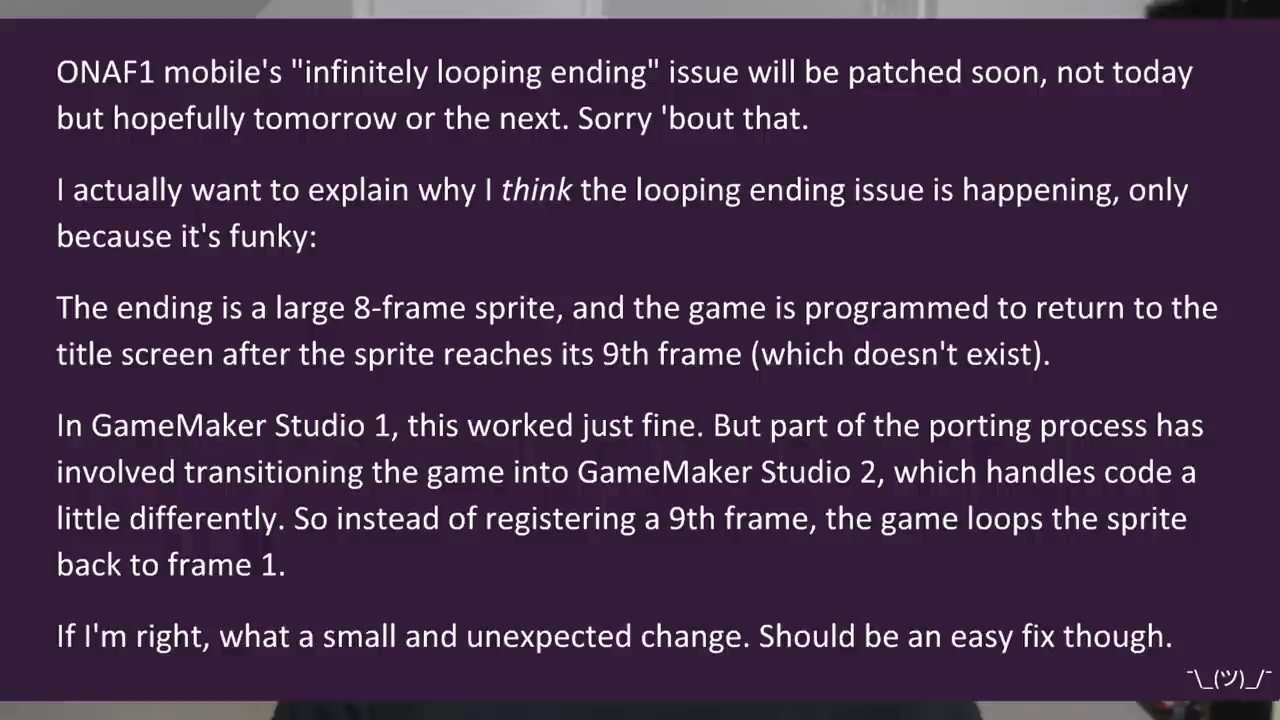 ONAF1 mobile's "infinitely looping ending" issue will be patched soon, not today
but hopefully tomorrow or the next. Sorry 'bout that.
I actually want to explain why I think the looping ending issue is happening, only
because it's funky:
The ending is a large 8-frame sprite, and the game is programmed to return to the
title screen after the sprite reaches its 9th frame (which doesn't exist).
In GameMaker Studio 1, this worked just fine. But part of the porting process has
involved transitioning the game into GameMaker Studio 2, which handles code a
little differently. So instead of registering a 9th frame, the game loops the sprite
back to frame 1.
If I'm right, what a small and unexpected change. Should be an easy fix though.
¯\_(ツ)_/¯